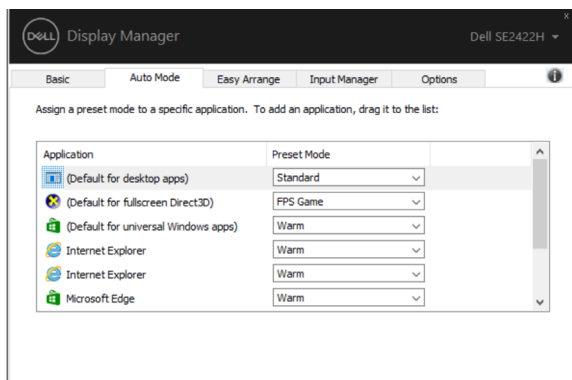 x
DELL Display Manager Dell SE2422H
Basic Auto Mode Easy Arrange Input Manager Options i
Assign a preset mode to a specific application. To add an application, drag it to the list:
Application Preset Mode
(Default for desktop apps) Standard
(Default for fullscreen Direct3D) FPS Game
(Default for universal Windows apps) Warm
Internet Explorer Warm
Internet Explorer Warm
Microsoft Edge Warm